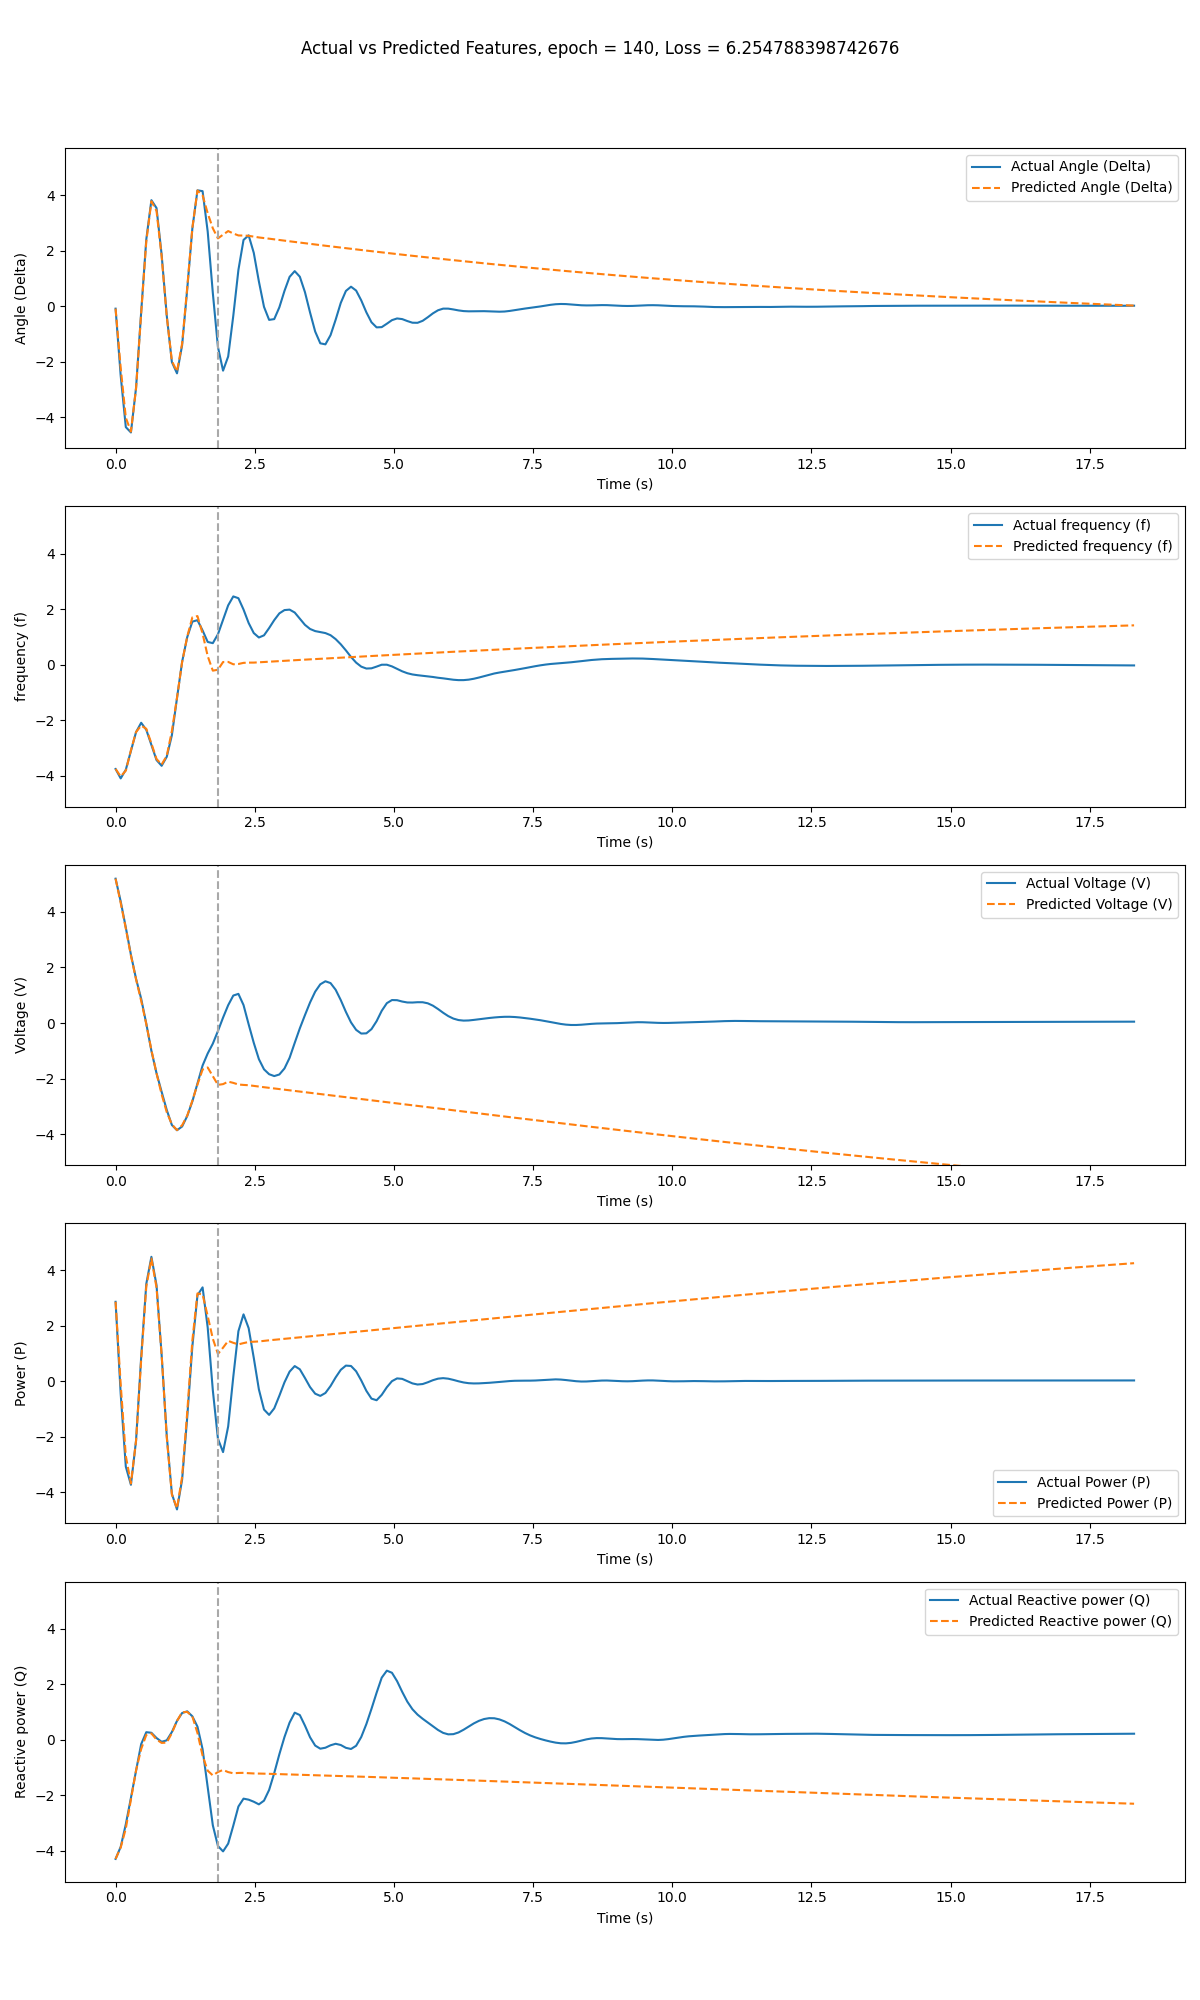 Actual vs Predicted Features, epoch = 140, Loss = 6.254788398742676
Actual Angle (Delta)
Predicted Angle (Delta)
4
2
0
−2
−4
Angle (Delta)
0.0 2.5 5.0 7.5 10.0 12.5 15.0 17.5
Time (s)
Actual frequency (f)
Predicted frequency (f)
4
2
0
−2
−4
frequency (f)
0.0 2.5 5.0 7.5 10.0 12.5 15.0 17.5
Time (s)
Actual Voltage (V)
Predicted Voltage (V)
4
2
0
−2
−4
Voltage (V)
0.0 2.5 5.0 7.5 10.0 12.5 15.0 17.5
Time (s)
4
2
0
−2
−4
Power (P)
Actual Power (P)
Predicted Power (P)
0.0 2.5 5.0 7.5 10.0 12.5 15.0 17.5
Time (s)
Actual Reactive power (Q)
Predicted Reactive power (Q)
4
2
0
−2
−4
Reactive power (Q)
0.0 2.5 5.0 7.5 10.0 12.5 15.0 17.5
Time (s)